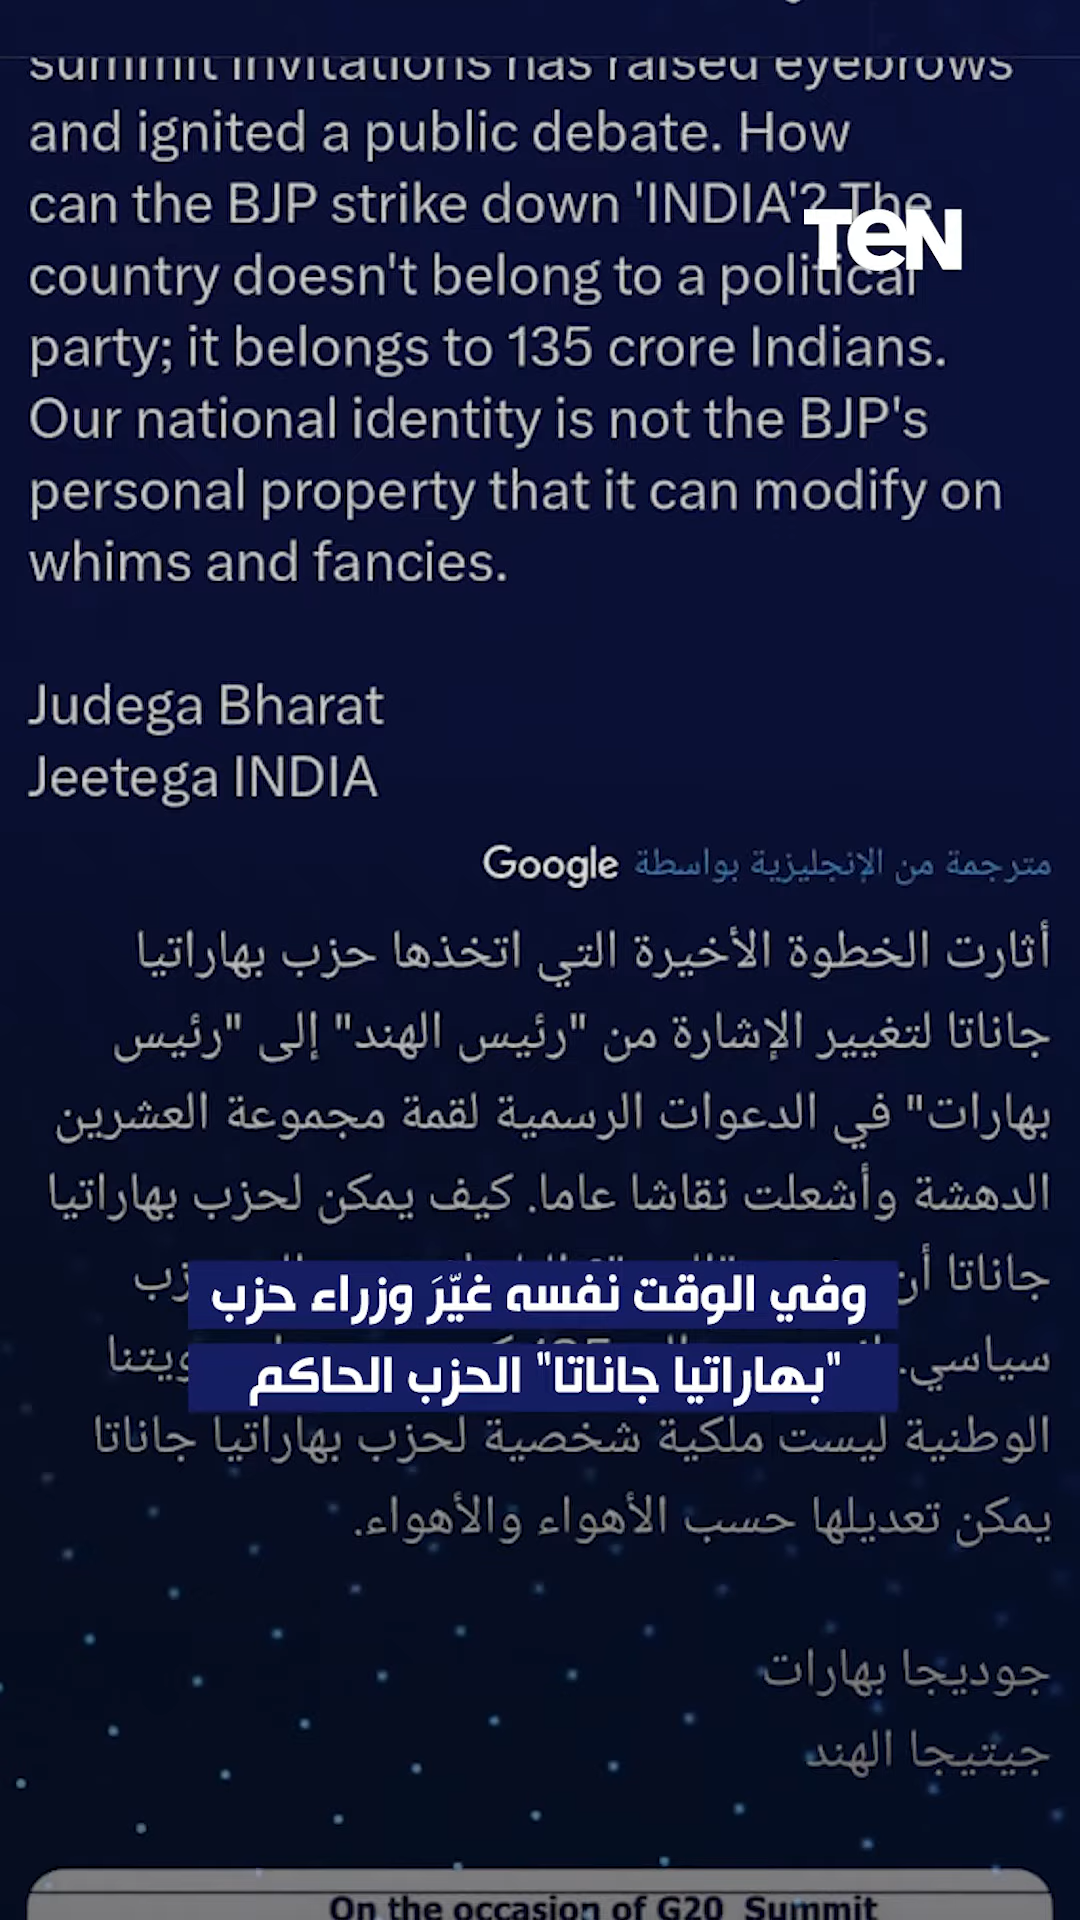 summit invitations has raised eyebrows
and ignited a public debate. How
can the BJP strike down 'INDIA'? The
TeN
country doesn't belong to a political
party; it belongs to 135 crore Indians.
Our national identity is not the BJP's
personal property that it can modify on
whims and fancies.
Judega Bharat
Jeetega INDIA
مترجمة من الإنجليزية بواسطة Google
أثارت الخطوة الأخيرة التي اتخذها حزب بهاراتيا
جاناتا لتغيير الإشارة من "رئيس الهند" إلى "رئيس
بهارات" في الدعوات الرسمية لقمة مجموعة العشرين
الدهشة وأشعلت نقاشا عاما. كيف يمكن لحزب بهاراتيا
جاناتا أن
وفي الوقت نفسه غيّرَ وزراء حزب
سياسي.
"بهاراتيا جاناتا" الحزب الحاكم
الوطنية ليست ملكية شخصية لحزب بهاراتيا جاناتا
يمكن تعديلها حسب الأهواء والأهواء.
جوديجا بهارات
جيتيجا الهند
On the occasion of G20 Summit